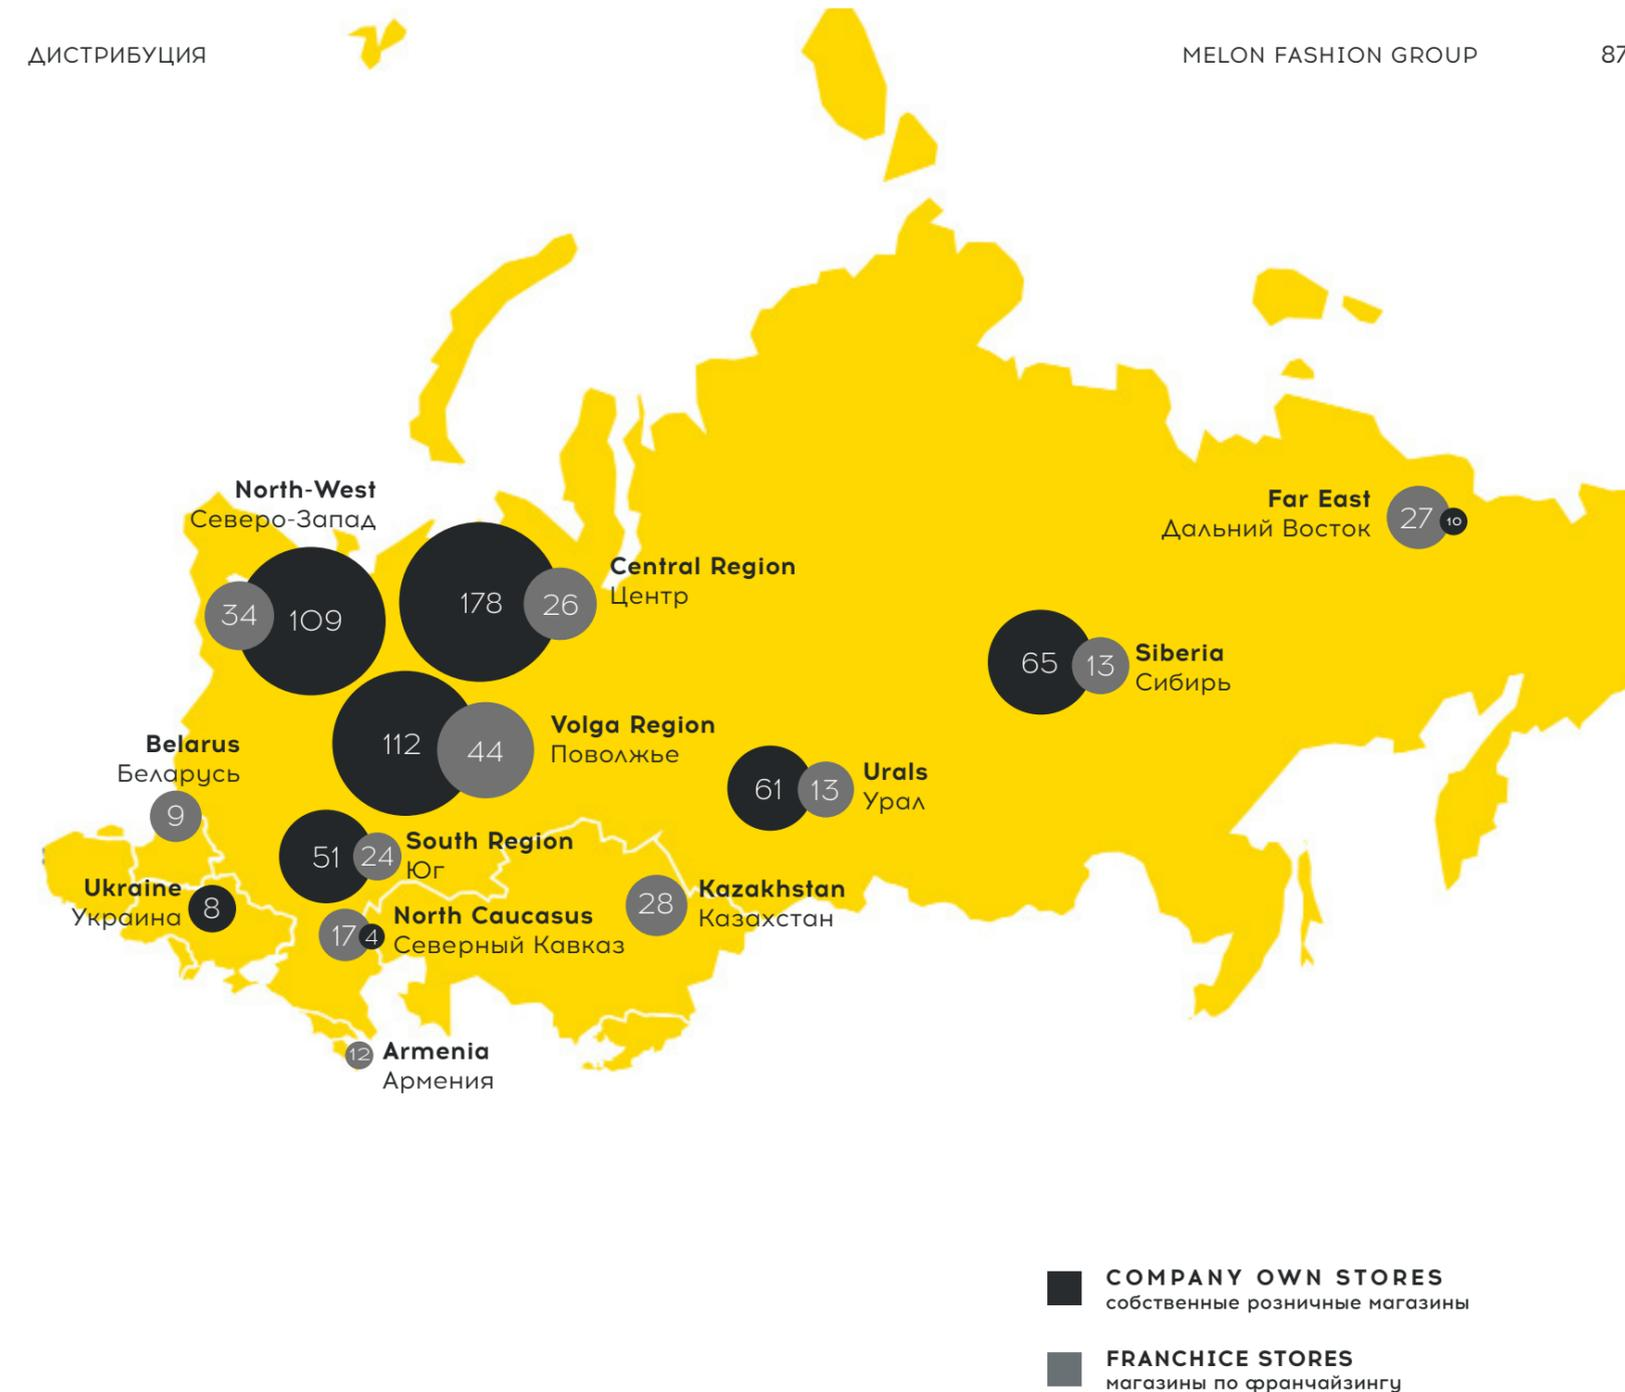 ДИСТРИБУЦИЯ
MELON FASHION GROUP
87
North-West
Северо-Запад
34
109
178
26
Central Region
Центр
Far East
Дальний Восток
27
10
65
13
Siberia
Сибирь
112
44
Volga Region
Поволжье
Belarus
Беларусь
9
61
13
Urals
Урал
51
24
South Region
Юг
Ukraine
Украина
8
28
Kazakhstan
Казахстан
17
4
North Caucasus
Северный Кавказ
12
Armenia
Армения
COMPANY OWN STORES
собственные розничные магазины
FRANCHICE STORES
магазины по франчайзингу